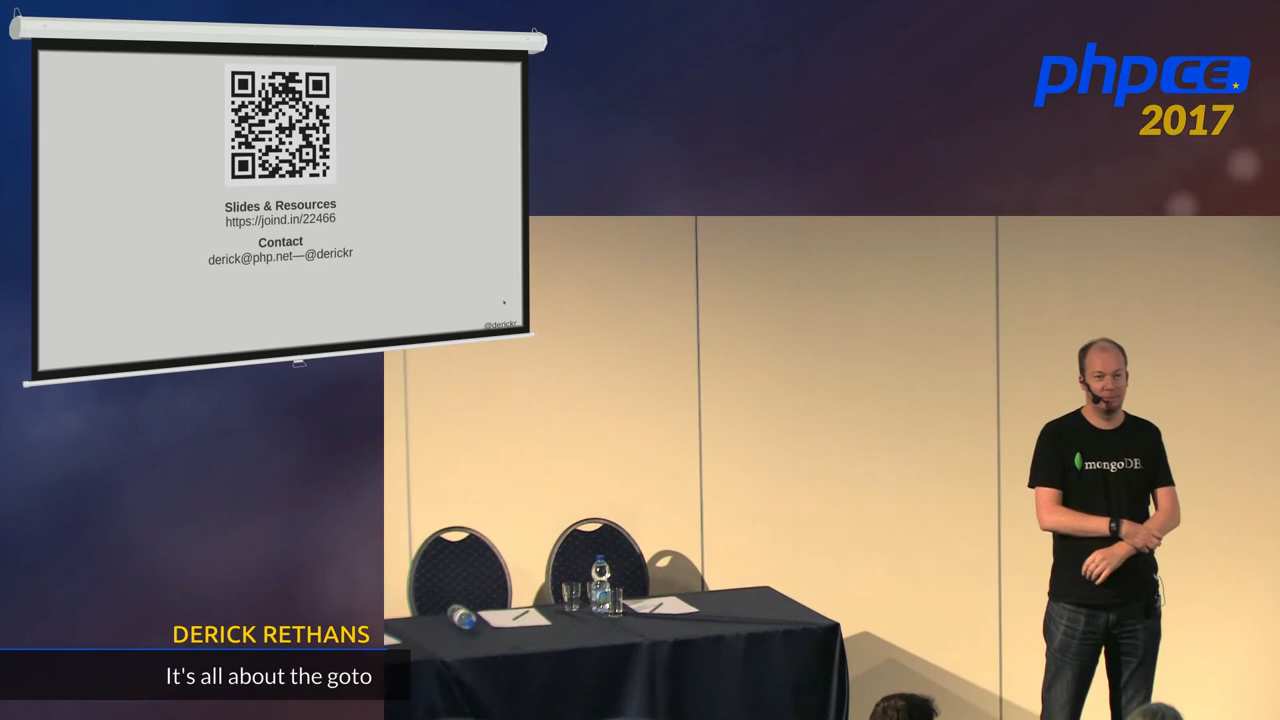 Slides & Resources
https://joind.in/22466
Contact
derick@php.net—@derickr
@derickr
phpCE
2017
mongoDB
DERICK RETHANS
It's all about the goto